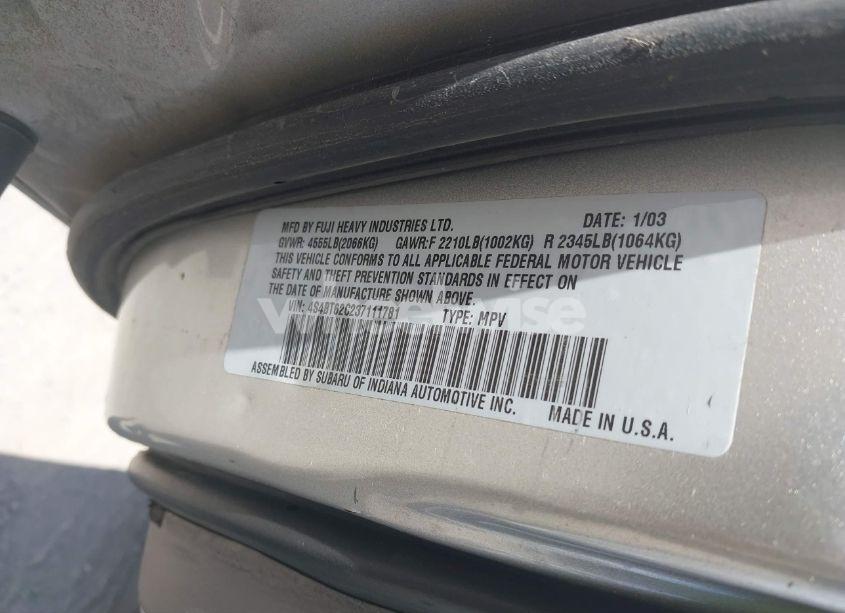 MFD BY FUJI HEAVY INDUSTRIES LTD. DATE: 1/03
GVWR: 4555LB(2066KG) GAWR:F 2210LB(1002KG) R 2345LB(1064KG)
THIS VEHICLE CONFORMS TO ALL APPLICABLE FEDERAL MOTOR VEHICLE
SAFETY AND THEFT PREVENTION STANDARDS IN EFFECT ON
THE DATE OF MANUFACTURE SHOWN ABOVE.
VIN: TYPE: MPV
ASSEMBLED BY SUBARU OF INDIANA AUTOMOTIVE INC.
MADE IN U.S.A.